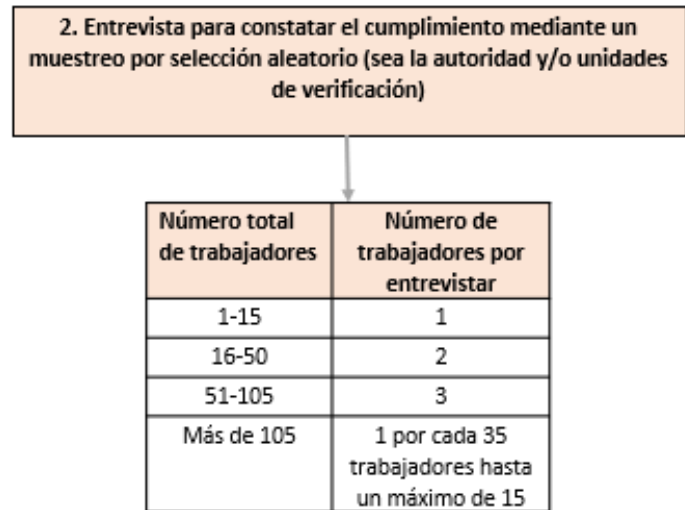 2. Entrevista para constatar el cumplimiento mediante un
muestreo por selección aleatorio (sea la autoridad y/o unidades
de verificación)
Número total
de trabajadores
Número de
trabajadores por
entrevistar
1-15
1
16-50
2
51-105
3
Más de 105
1 por cada 35
trabajadores hasta
un máximo de 15